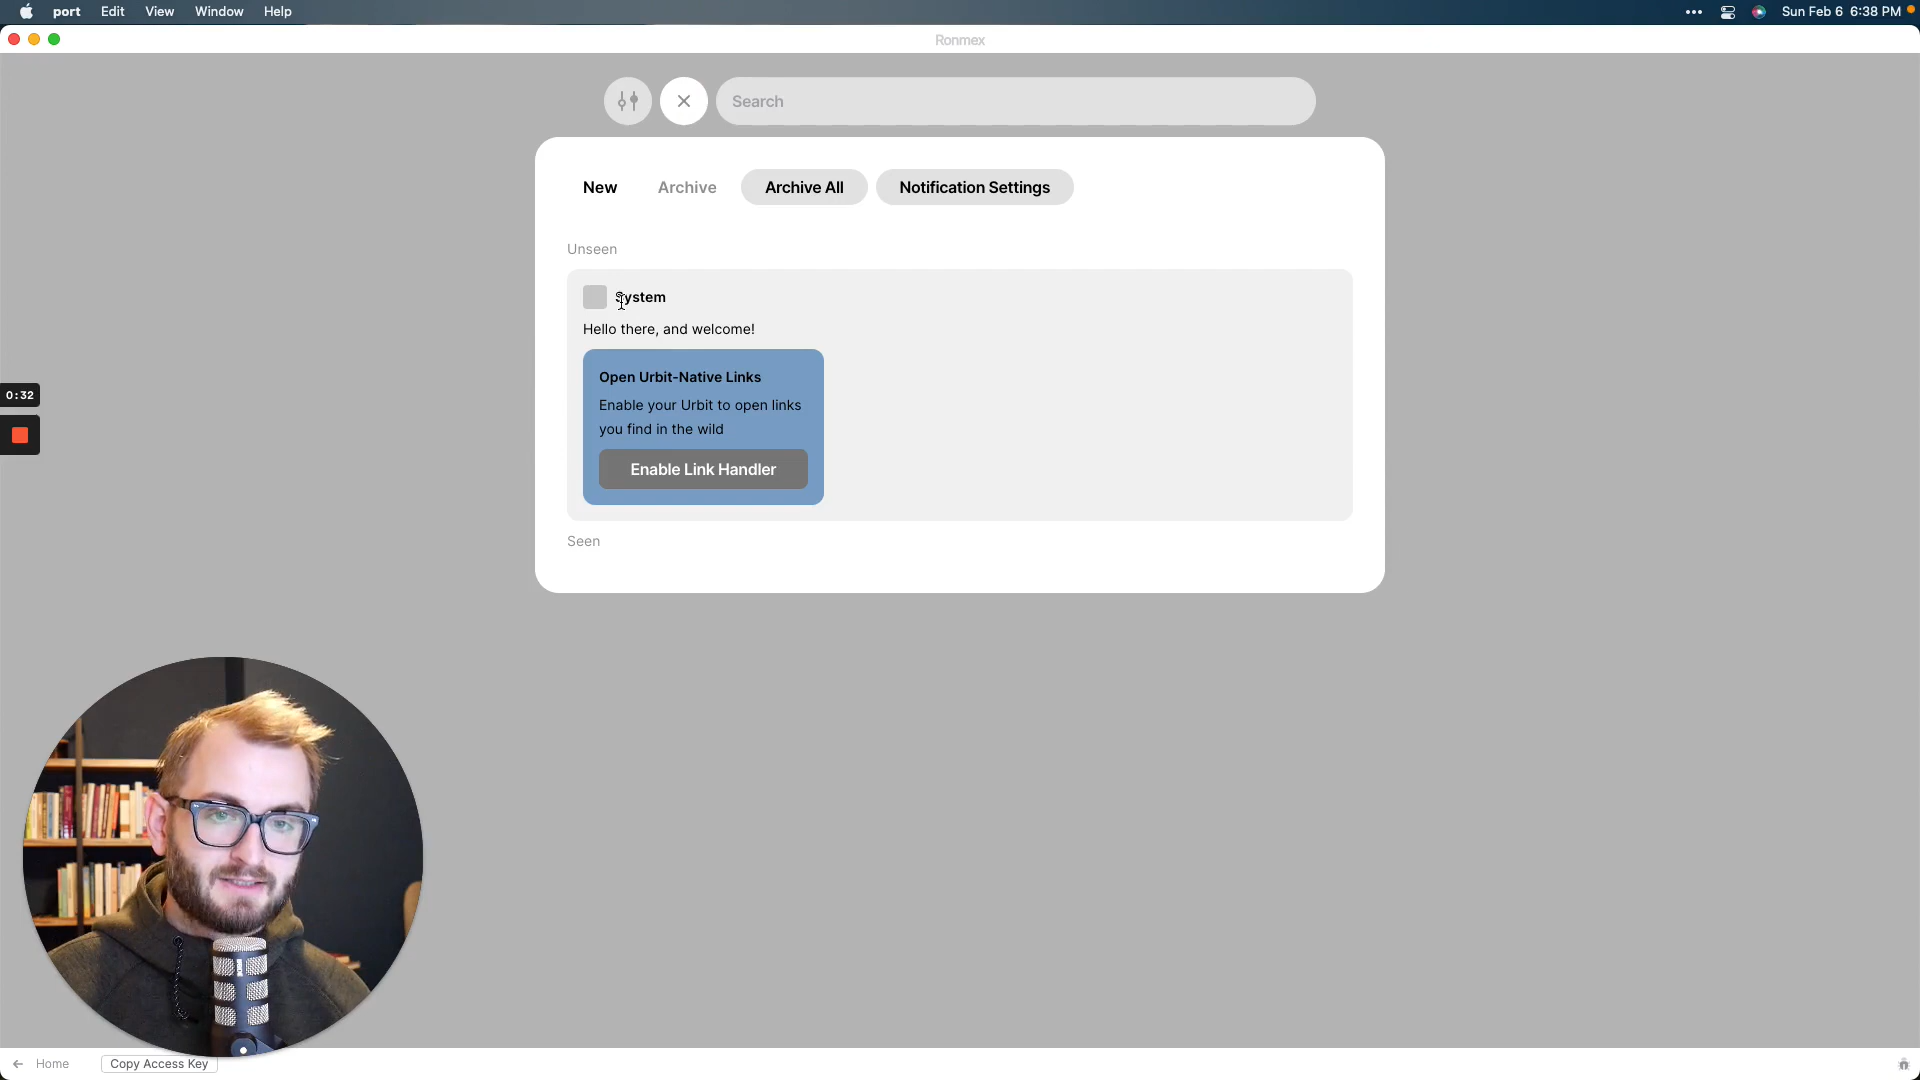 port Edit View Window Help
Sun Feb 6 6:38 PM
Ronmex
Search
New Archive Archive All Notification Settings
Unseen
System
Hello there, and welcome!
Open Urbit-Native Links
Enable your Urbit to open links
you find in the wild
Enable Link Handler
Seen
0:32
Home Copy Access Key